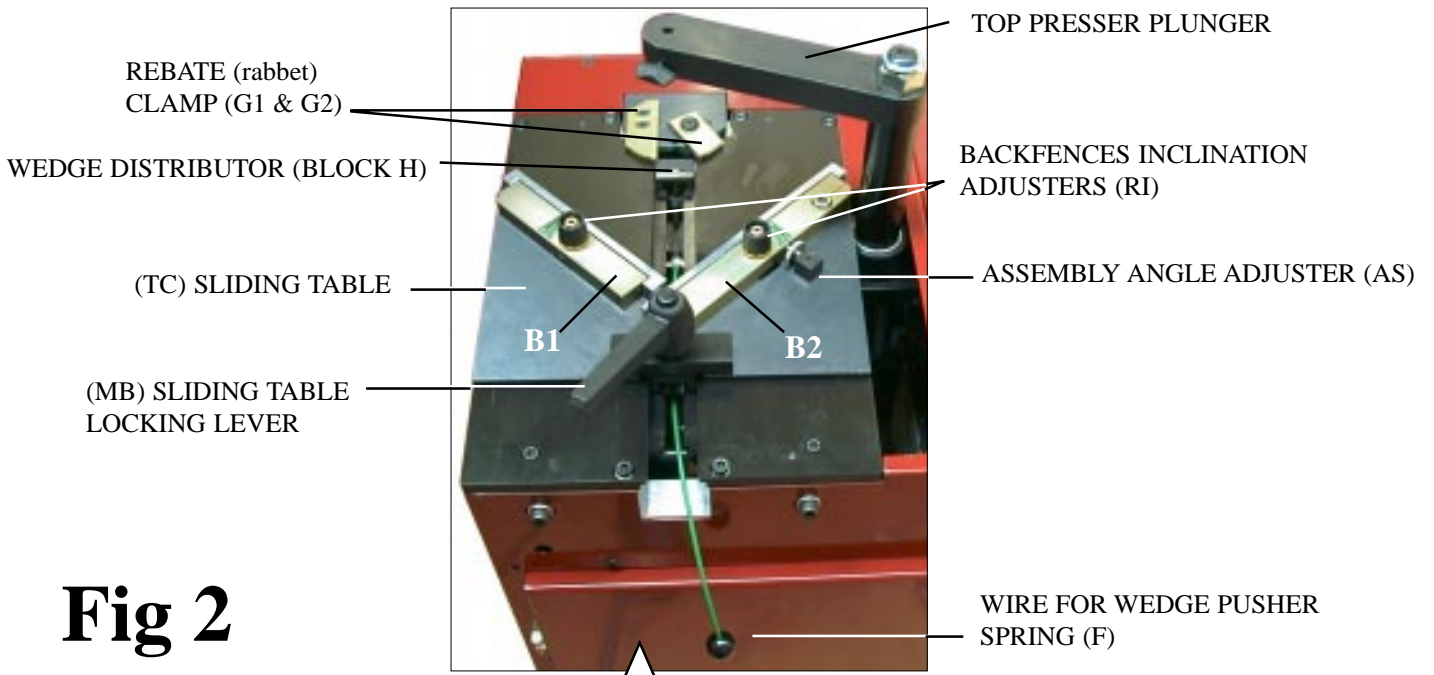 TOP PRESSER PLUNGER
REBATE (rabbet)
CLAMP (G1 & G2)
WEDGE DISTRIBUTOR (BLOCK H)
BACKFENCES INCLINATION
ADJUSTERS (RI)
(TC) SLIDING TABLE
ASSEMBLY ANGLE ADJUSTER (AS)
B1
B2
(MB) SLIDING TABLE
LOCKING LEVER
Fig 2
WIRE FOR WEDGE PUSHER
SPRING (F)